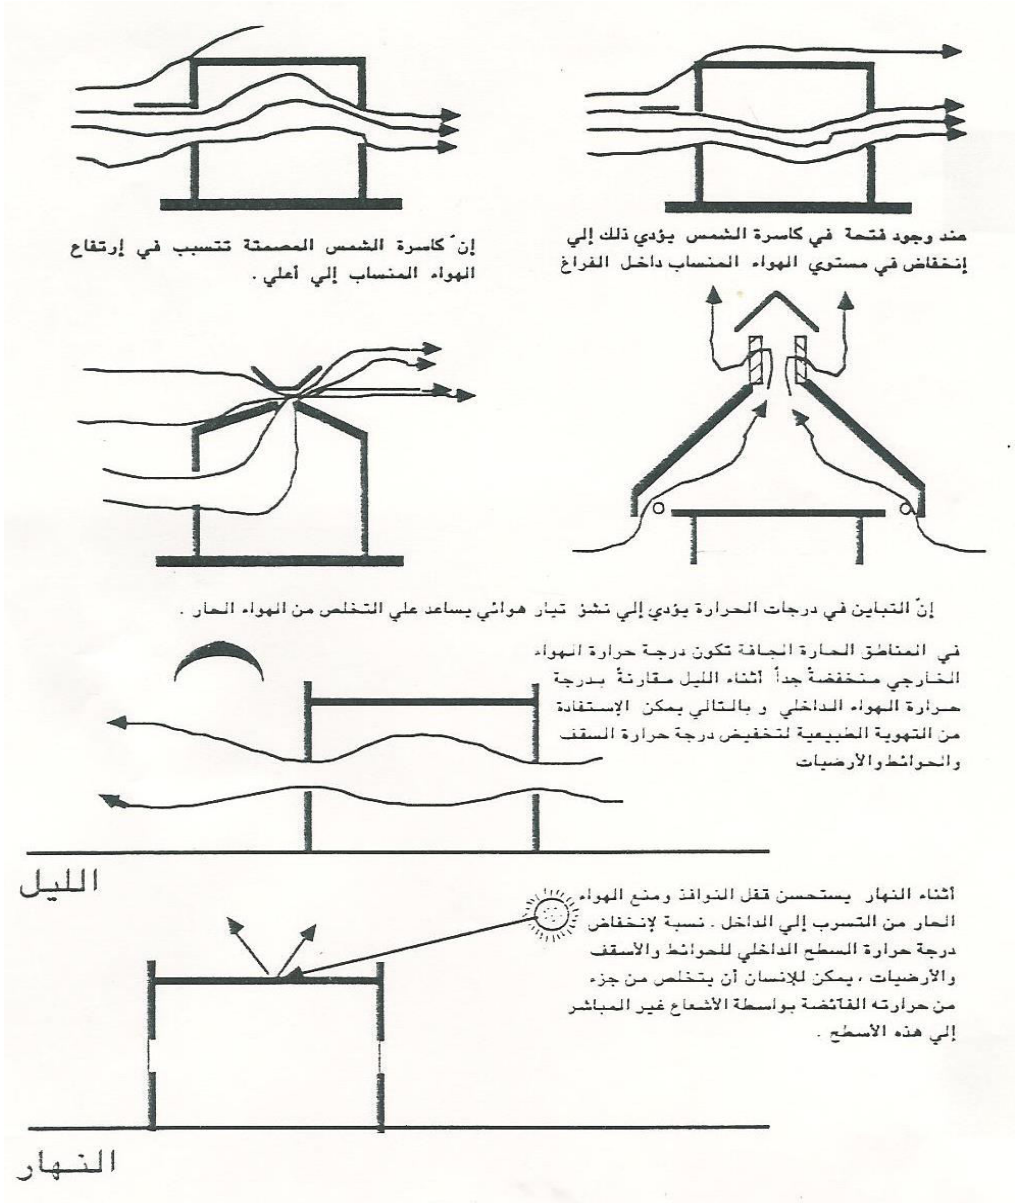 عند وجود فتحة في كاسرة الشمس يؤدي ذلك إلي
إنخفاض في مستوي الهواء المنساب داخل الفراغ
إنّ كاسرة الشمس المصمتة تتسبب في إرتفاع
الهواء المنساب إلي أعلي .
إنّ التباين في درجات الحرارة يؤدي إلي نشؤ تيار هوائي يساعد علي التخلص من الهواء الحار .
في المناطق الحارة الجافة تكون درجة حرارة الهواء
الخارجي منخفضة جداً أثناء الليل مقارنةً بدرجة
حرارة الهواء الداخلي و بالتالي يمكن الإستفادة
من التهوية الطبيعية لتخفيض درجة حرارة السقف
والحوائط والأرضيات
الليل
أثناء النهار يستحسن قفل النوافذ ومنع الهواء
الحار من التسرب إلي الداخل . نسبة لإنخفاض
درجة حرارة السطح الداخلي للحوائط والأسقف
والأرضيات ، يمكن للإنسان أن يتخلص من جزء
من حرارته الفائضة بواسطة الأشعاع غير المباشر
إلي هذه الأسطح .
النهار